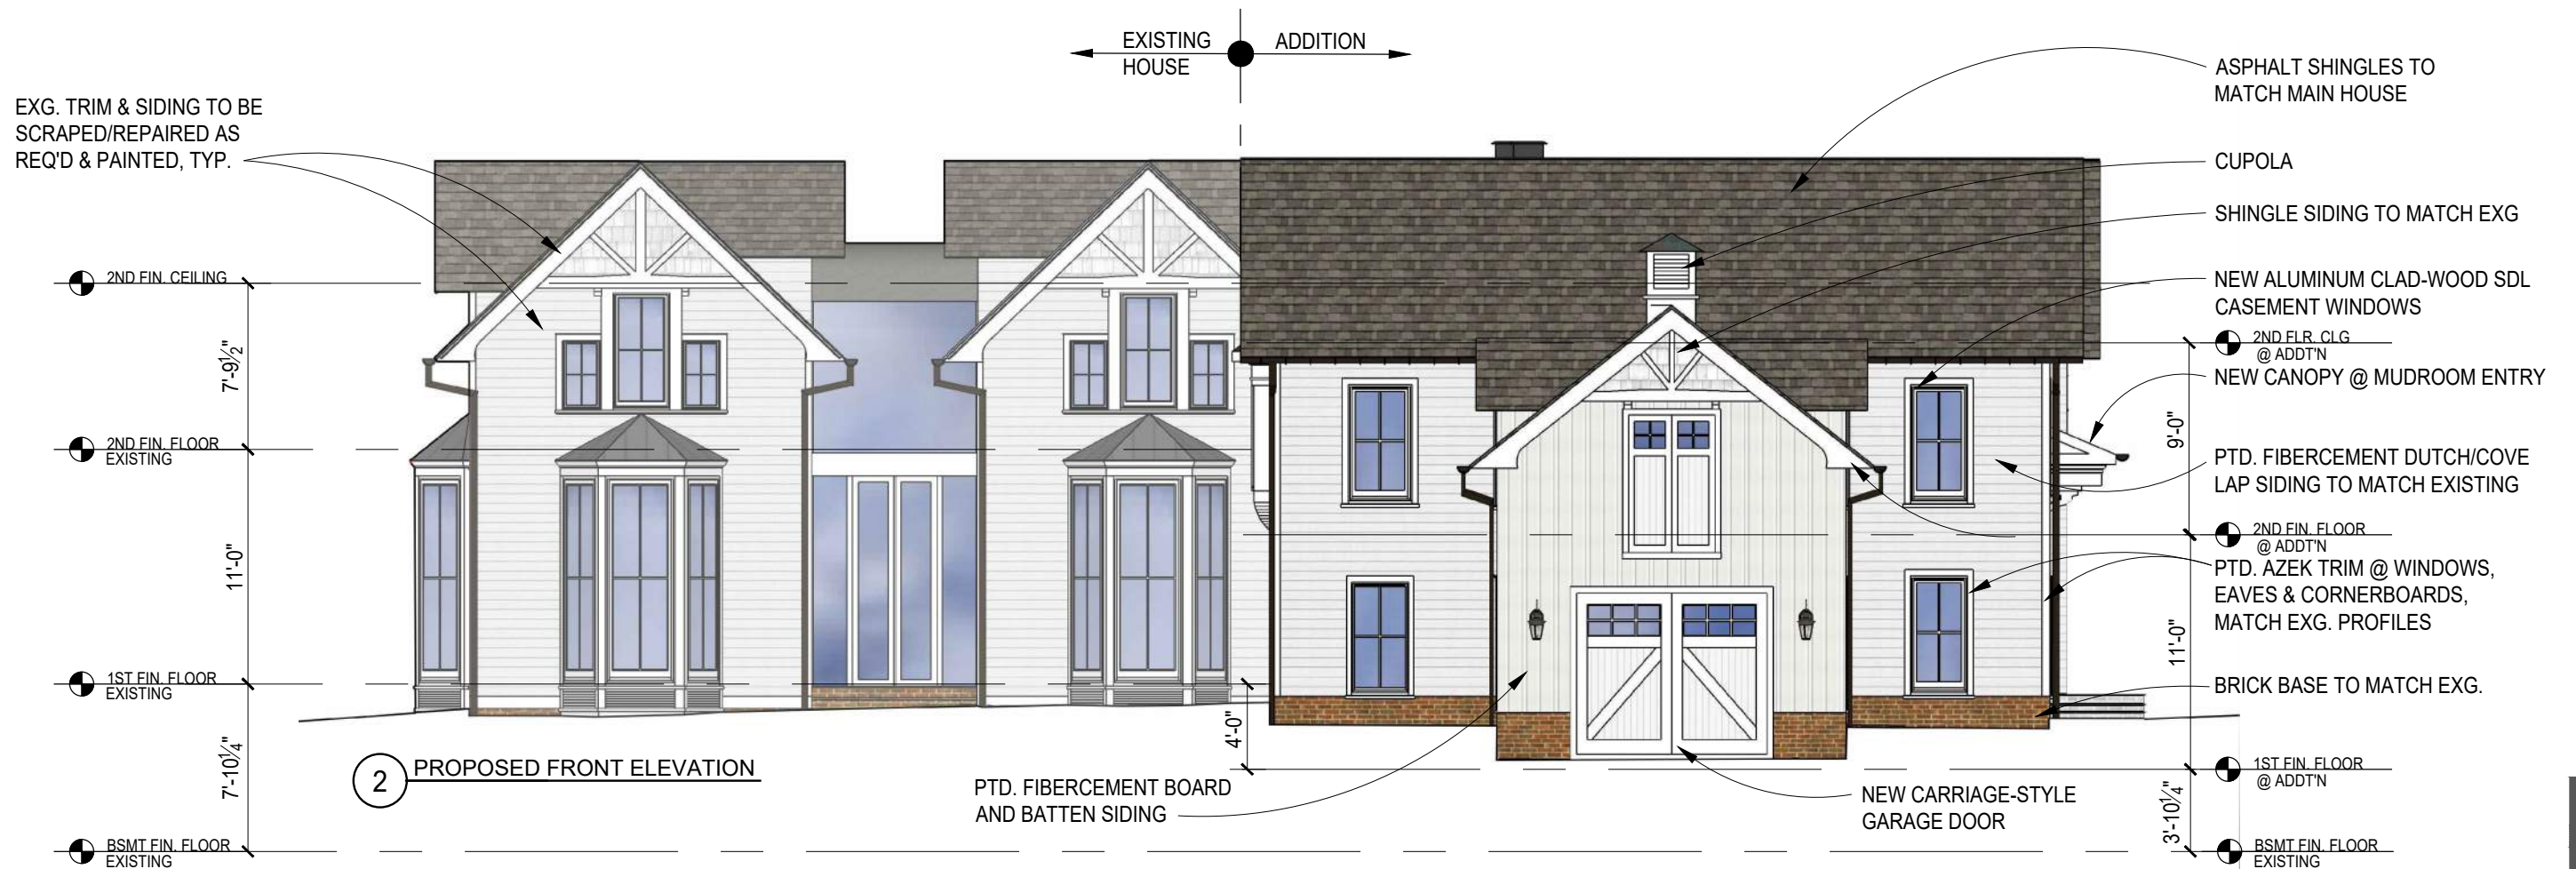 EXISTING
HOUSE
ADDITION
EXG. TRIM & SIDING TO BE
SCRAPED/REPAIRED AS
REQ'D & PAINTED, TYP.
ASPHALT SHINGLES TO
MATCH MAIN HOUSE
CUPOLA
SHINGLE SIDING TO MATCH EXG
NEW ALUMINUM CLAD-WOOD SDL
CASEMENT WINDOWS
2ND FLR. CLG
@ ADDT'N
NEW CANOPY @ MUDROOM ENTRY
9'-0"
PTD. FIBERCEMENT DUTCH/COVE
LAP SIDING TO MATCH EXISTING
2ND FIN. FLOOR
@ ADDT'N
PTD. AZEK TRIM @ WINDOWS,
EAVES & CORNERBOARDS,
MATCH EXG. PROFILES
11'-0"
BRICK BASE TO MATCH EXG.
1ST FIN. FLOOR
@ ADDT'N
3'-10¼"
BSMT FIN. FLOOR
EXISTING
2ND FIN. CEILING
7'-9½"
2ND FIN. FLOOR
EXISTING
11'-0"
1ST FIN. FLOOR
EXISTING
7'-10¼"
BSMT FIN. FLOOR
EXISTING
4'-0"
2 PROPOSED FRONT ELEVATION
PTD. FIBERCEMENT BOARD
AND BATTEN SIDING
NEW CARRIAGE-STYLE
GARAGE DOOR